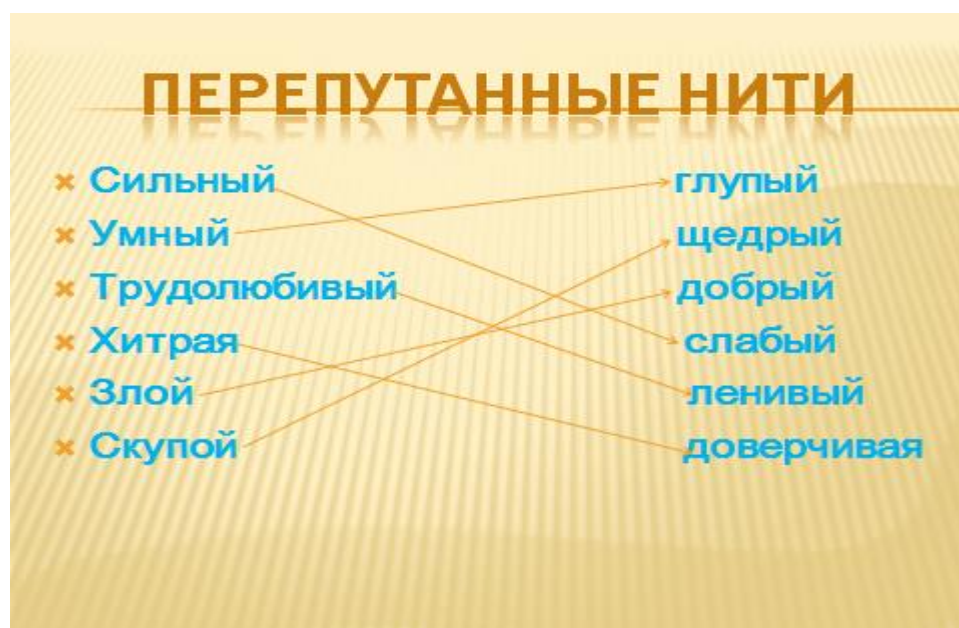 ПЕРЕПУТАННЫЕ НИТИ
Сильный глупый
Умный щедрый
Трудолюбивый добрый
Хитрая слабый
Злой ленивый
Скупой доверчивая